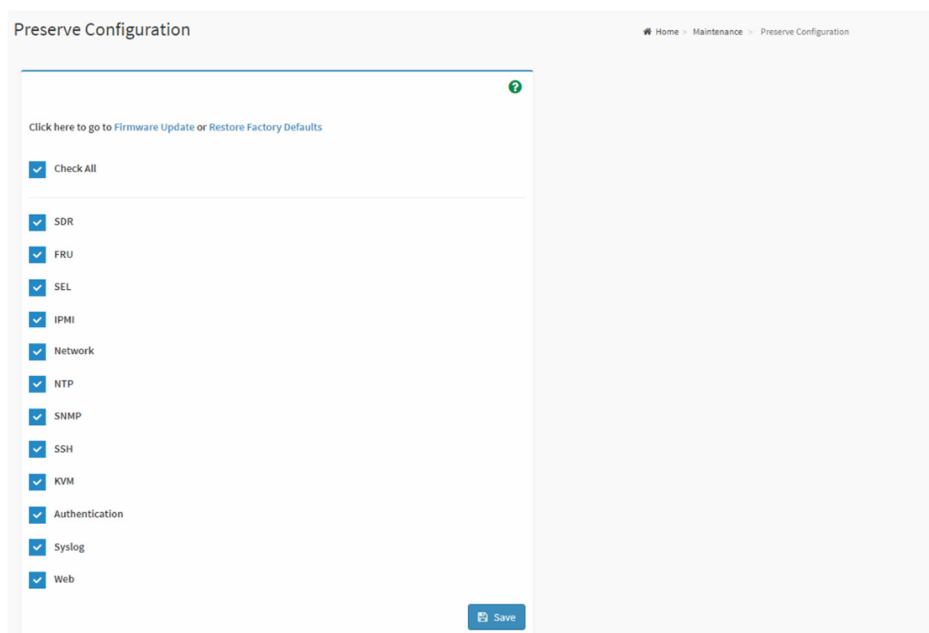 Preserve Configuration
Home > Maintenance > Preserve Configuration
?
Click here to go to Firmware Update or Restore Factory Defaults
Check All
SDR
FRU
SEL
IPMI
Network
NTP
SNMP
SSH
KVM
Authentication
Syslog
Web
Save